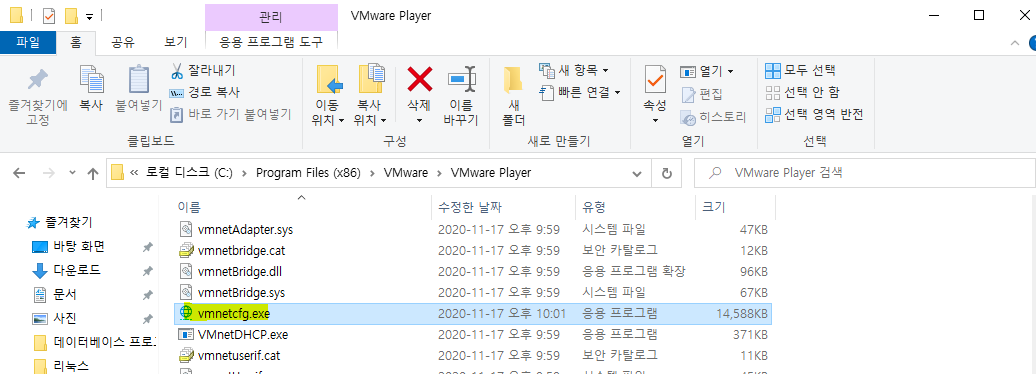 관리
VMware Player
파일
홈
공유
보기
응용 프로그램 도구
즐겨찾기에
고정
복사
붙여넣기
잘라내기
경로 복사
바로 가기 붙여넣기
클립보드
이동
위치
복사
위치
삭제
이름
바꾸기
구성
새
폴더
새 항목
빠른 연결
새로 만들기
속성
열기
편집
히스토리
열기
모두 선택
선택 안 함
선택 영역 반전
선택
« 로컬 디스크 (C:) > Program Files (x86) > VMware > VMware Player
VMware Player 검색
이름 수정한 날짜 유형 크기
즐겨찾기
바탕 화면
다운로드
문서
사진
데이터베이스 프로
리눅스
vmnetAdapter.sys 2020-11-17 오후 9:59 시스템 파일 47KB
vmnetbridge.cat 2020-11-17 오후 9:59 보안 카탈로그 12KB
vmnetBridge.dll 2020-11-17 오후 9:59 응용 프로그램 확장 96KB
vmnetBridge.sys 2020-11-17 오후 9:59 시스템 파일 67KB
vmnetcfg.exe 2020-11-17 오후 10:01 응용 프로그램 14,588KB
VMnetDHCP.exe 2020-11-17 오후 9:59 응용 프로그램 371KB
vmnetuserif.cat 2020-11-17 오후 9:59 보안 카탈로그 11KB